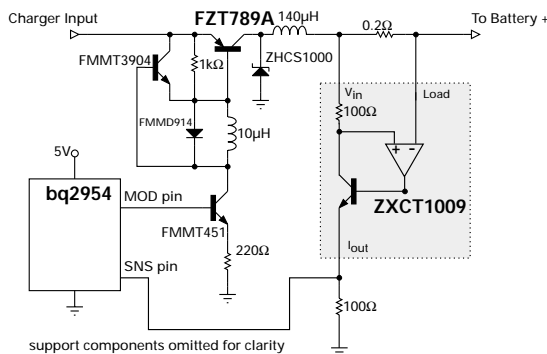 Charger Input
FZT789A
140µH
0.2Ω
To Battery +
FMMT3904
1kΩ
ZHCS1000
FMMD914
10µH
Vin
Load
100Ω
+
-
5V
bq2954
MOD pin
ZXCT1009
FMMT451
Iout
SNS pin
220Ω
100Ω
support components omitted for clarity